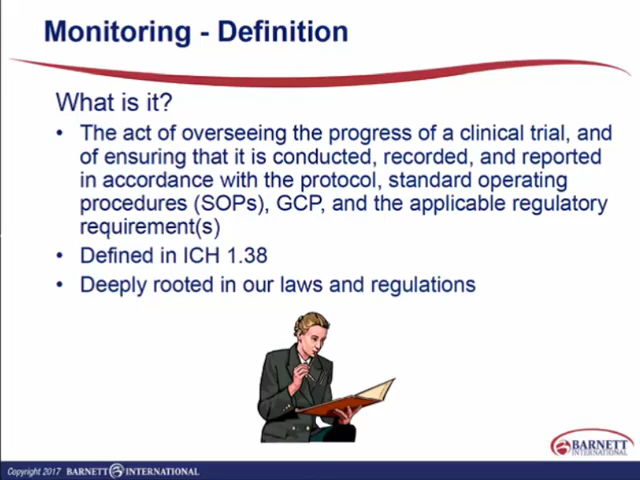 Monitoring - Definition
What is it?
• The act of overseeing the progress of a clinical trial, and
of ensuring that it is conducted, recorded, and reported
in accordance with the protocol, standard operating
procedures (SOPs), GCP, and the applicable regulatory
requirement(s)
• Defined in ICH 1.38
• Deeply rooted in our laws and regulations
BARNETT
INTERNATIONAL
Copyright 2017 BARNETT INTERNATIONAL